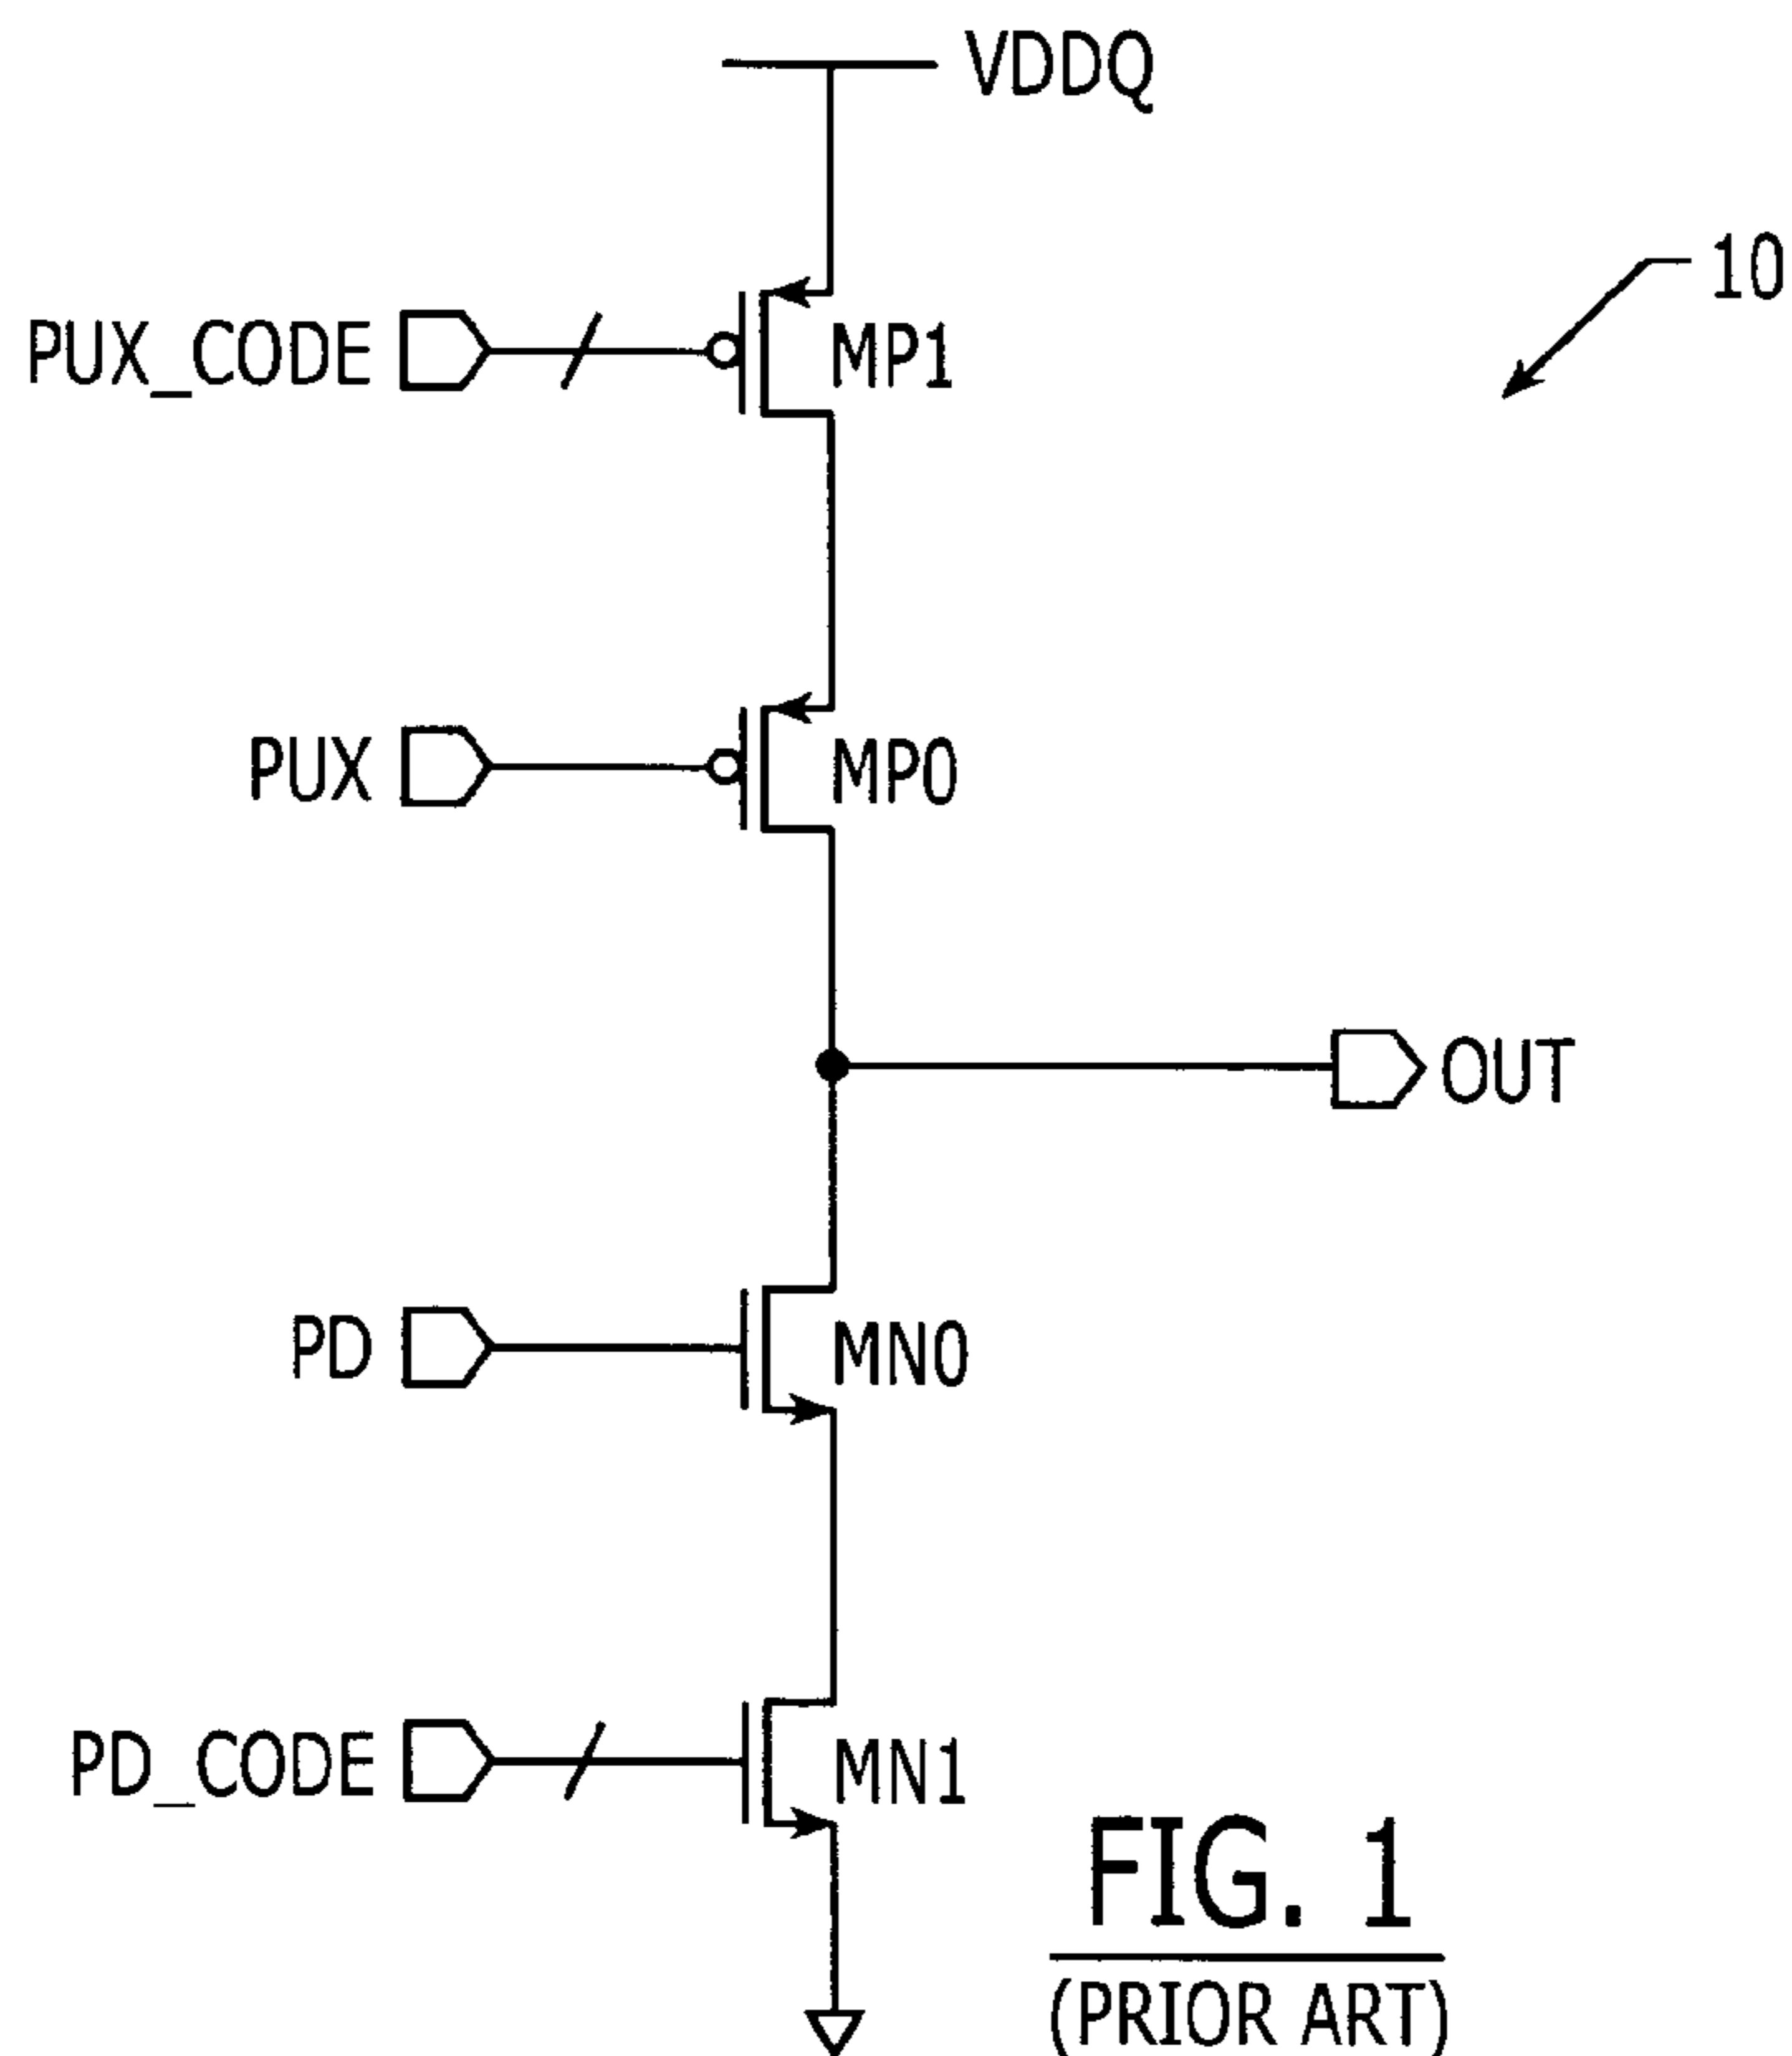 VDDQ
10
PUX_CODE
MP1
PUX
MP0
OUT
PD
MN0
PD_CODE
MN1
FIG. 1
(PRIOR ART)